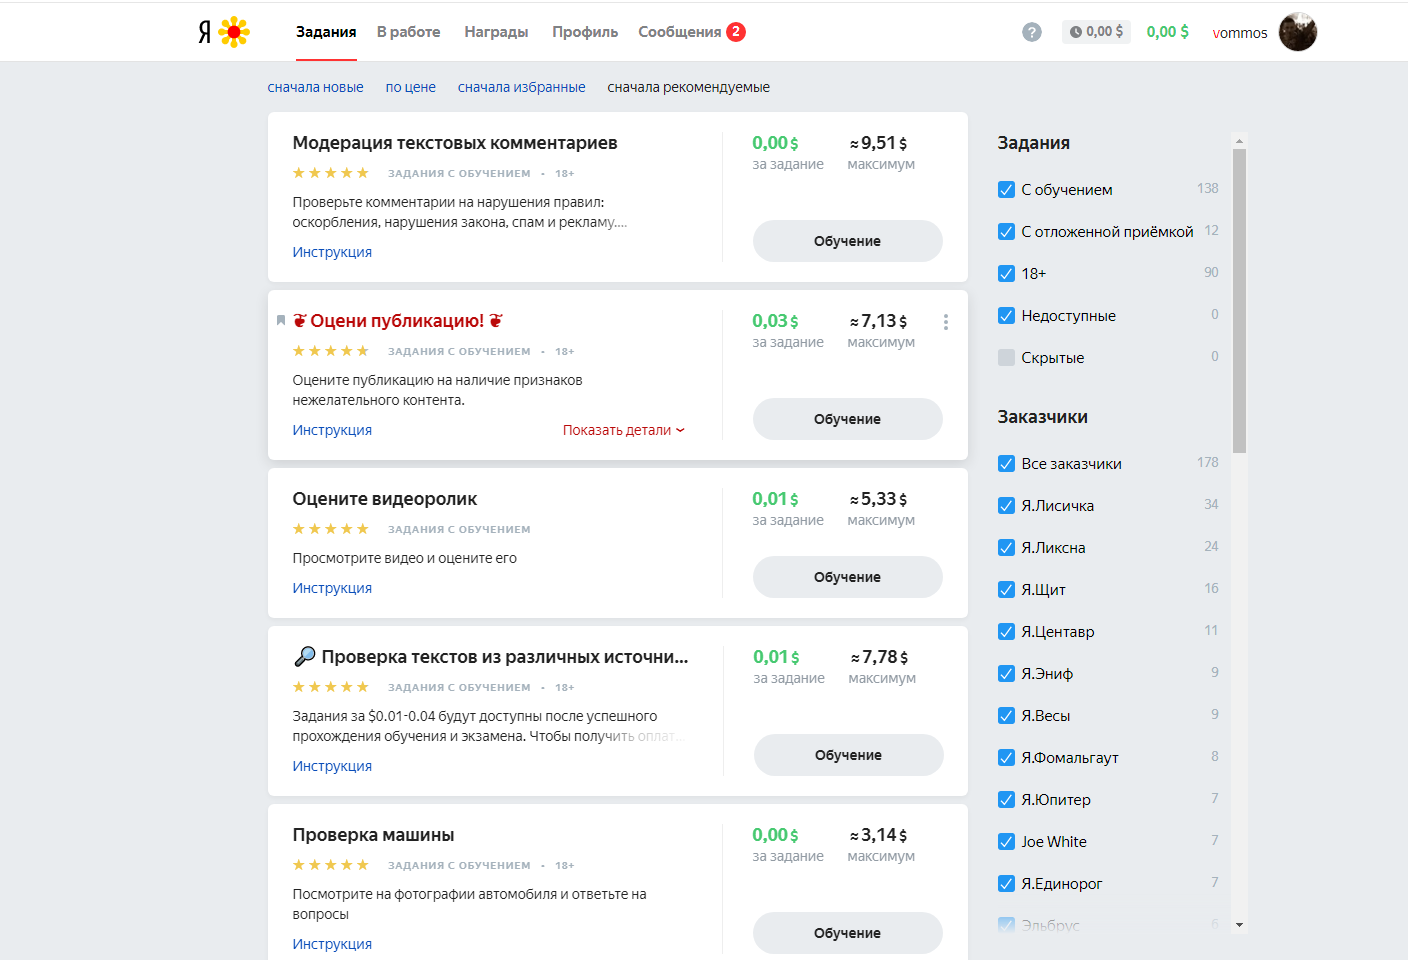 Я
Задания
В работе
Награды
Профиль
Сообщения 2
?
0,00 $
0,00 $
vommos
сначала новые
по цене
сначала избранные
сначала рекомендуемые
Модерация текстовых комментариев
ЗАДАНИЯ С ОБУЧЕНИЕМ • 18+
Проверьте комментарии на нарушения правил:
оскорбления, нарушения закона, спам и рекламу....
Инструкция
0,00 $
за задание
≈ 9,51 $
максимум
Обучение
❦ Оцени публикацию! ❦
ЗАДАНИЯ С ОБУЧЕНИЕМ • 18+
Оцените публикацию на наличие признаков
нежелательного контента.
Инструкция
Показать детали
0,03 $
за задание
≈ 7,13 $
максимум
Обучение
Оцените видеоролик
ЗАДАНИЯ С ОБУЧЕНИЕМ
Просмотрите видео и оцените его
Инструкция
0,01 $
за задание
≈ 5,33 $
максимум
Обучение
🔎 Проверка текстов из различных источни...
ЗАДАНИЯ С ОБУЧЕНИЕМ • 18+
Задания за $0.01-0.04 будут доступны после успешного
прохождения обучения и экзамена. Чтобы получить оплат...
Инструкция
0,01 $
за задание
≈ 7,78 $
максимум
Обучение
Проверка машины
ЗАДАНИЯ С ОБУЧЕНИЕМ • 18+
Посмотрите на фотографии автомобиля и ответьте на
вопросы
Инструкция
0,00 $
за задание
≈ 3,14 $
максимум
Обучение
Задания
С обучением 138
С отложенной приёмкой 12
18+ 90
Недоступные 0
Скрытые 0
Заказчики
Все заказчики 178
Я.Лисичка 34
Я.Ликсна 24
Я.Щит 16
Я.Центавр 11
Я.Эниф 9
Я.Весы 9
Я.Фомальгаут 8
Я.Юпитер 7
Joe White 7
Я.Единорог 7
Эльбрус 6